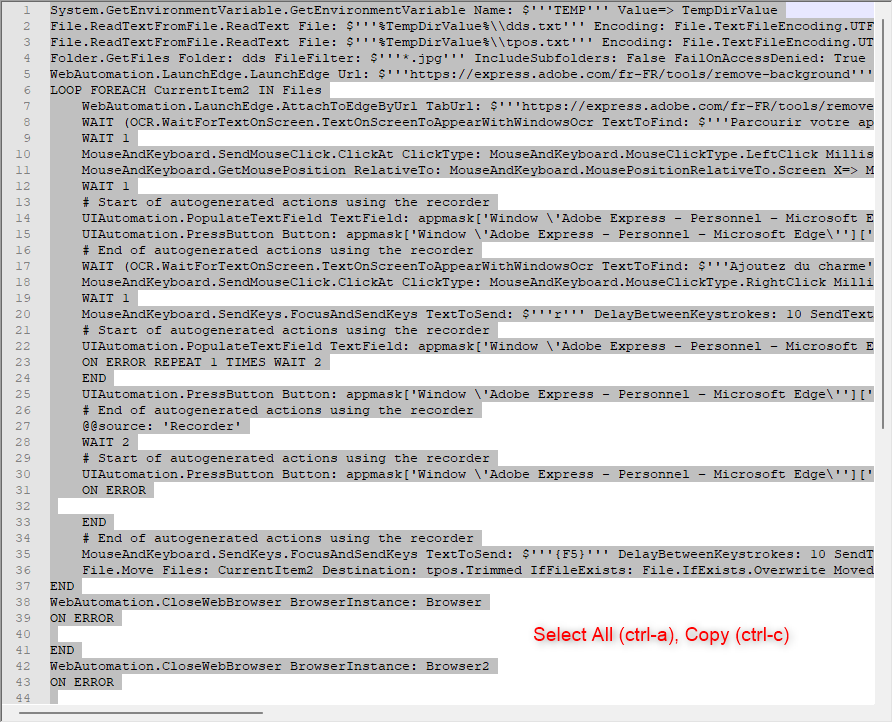 1 System.GetEnvironmentVariable.GetEnvironmentVariable Name: $'''TEMP''' Value=> TempDirValue
2 File.ReadTextFromFile.ReadText File: $'''%TempDirValue%\\dds.txt''' Encoding: File.TextFileEncoding.UTF
3 File.ReadTextFromFile.ReadText File: $'''%TempDirValue%\\tpos.txt''' Encoding: File.TextFileEncoding.UT
4 Folder.GetFiles Folder: dds FileFilter: $'''*.jpg''' IncludeSubfolders: False FailOnAccessDenied: True
5 WebAutomation.LaunchEdge.LaunchEdge Url: $'''https://express.adobe.com/fr-FR/tools/remove-background'''
6 LOOP FOREACH CurrentItem2 IN Files
7 WebAutomation.LaunchEdge.AttachToEdgeByUrl TabUrl: $'''https://express.adobe.com/fr-FR/tools/remove
8 WAIT (OCR.WaitForTextOnScreen.TextOnScreenToAppearWithWindowsOcr TextToFind: $'''Parcourir votre ap
9 WAIT 1
10 MouseAndKeyboard.SendMouseClick.ClickAt ClickType: MouseAndKeyboard.MouseClickType.LeftClick Millis
11 MouseAndKeyboard.GetMousePosition RelativeTo: MouseAndKeyboard.MousePositionRelativeTo.Screen X=> M
12 WAIT 1
13 # Start of autogenerated actions using the recorder
14 UIAutomation.PopulateTextField TextField: appmask['Window \'Adobe Express - Personnel - Microsoft E
15 UIAutomation.PressButton Button: appmask['Window \'Adobe Express - Personnel - Microsoft Edge\'']['
16 # End of autogenerated actions using the recorder
17 WAIT (OCR.WaitForTextOnScreen.TextOnScreenToAppearWithWindowsOcr TextToFind: $'''Ajoutez du charme'
18 MouseAndKeyboard.SendMouseClick.ClickAt ClickType: MouseAndKeyboard.MouseClickType.RightClick Milli
19 WAIT 1
20 MouseAndKeyboard.SendKeys.FocusAndSendKeys TextToSend: $'''r''' DelayBetweenKeystrokes: 10 SendText
21 # Start of autogenerated actions using the recorder
22 UIAutomation.PopulateTextField TextField: appmask['Window \'Adobe Express - Personnel - Microsoft E
23 ON ERROR REPEAT 1 TIMES WAIT 2
24 END
25 UIAutomation.PressButton Button: appmask['Window \'Adobe Express - Personnel - Microsoft Edge\'']['
26 # End of autogenerated actions using the recorder
27 @@source: 'Recorder'
28 WAIT 2
29 # Start of autogenerated actions using the recorder
30 UIAutomation.PressButton Button: appmask['Window \'Adobe Express - Personnel - Microsoft Edge\'']['
31 ON ERROR
32
33 END
34 # End of autogenerated actions using the recorder
35 MouseAndKeyboard.SendKeys.FocusAndSendKeys TextToSend: $'''{F5}''' DelayBetweenKeystrokes: 10 SendT
36 File.Move Files: CurrentItem2 Destination: tpos.Trimmed IfFileExists: File.IfExists.Overwrite Moved
37 END
38 WebAutomation.CloseWebBrowser BrowserInstance: Browser
39 ON ERROR
40
Select All (ctrl-a), Copy (ctrl-c)
41 END
42 WebAutomation.CloseWebBrowser BrowserInstance: Browser2
43 ON ERROR
44